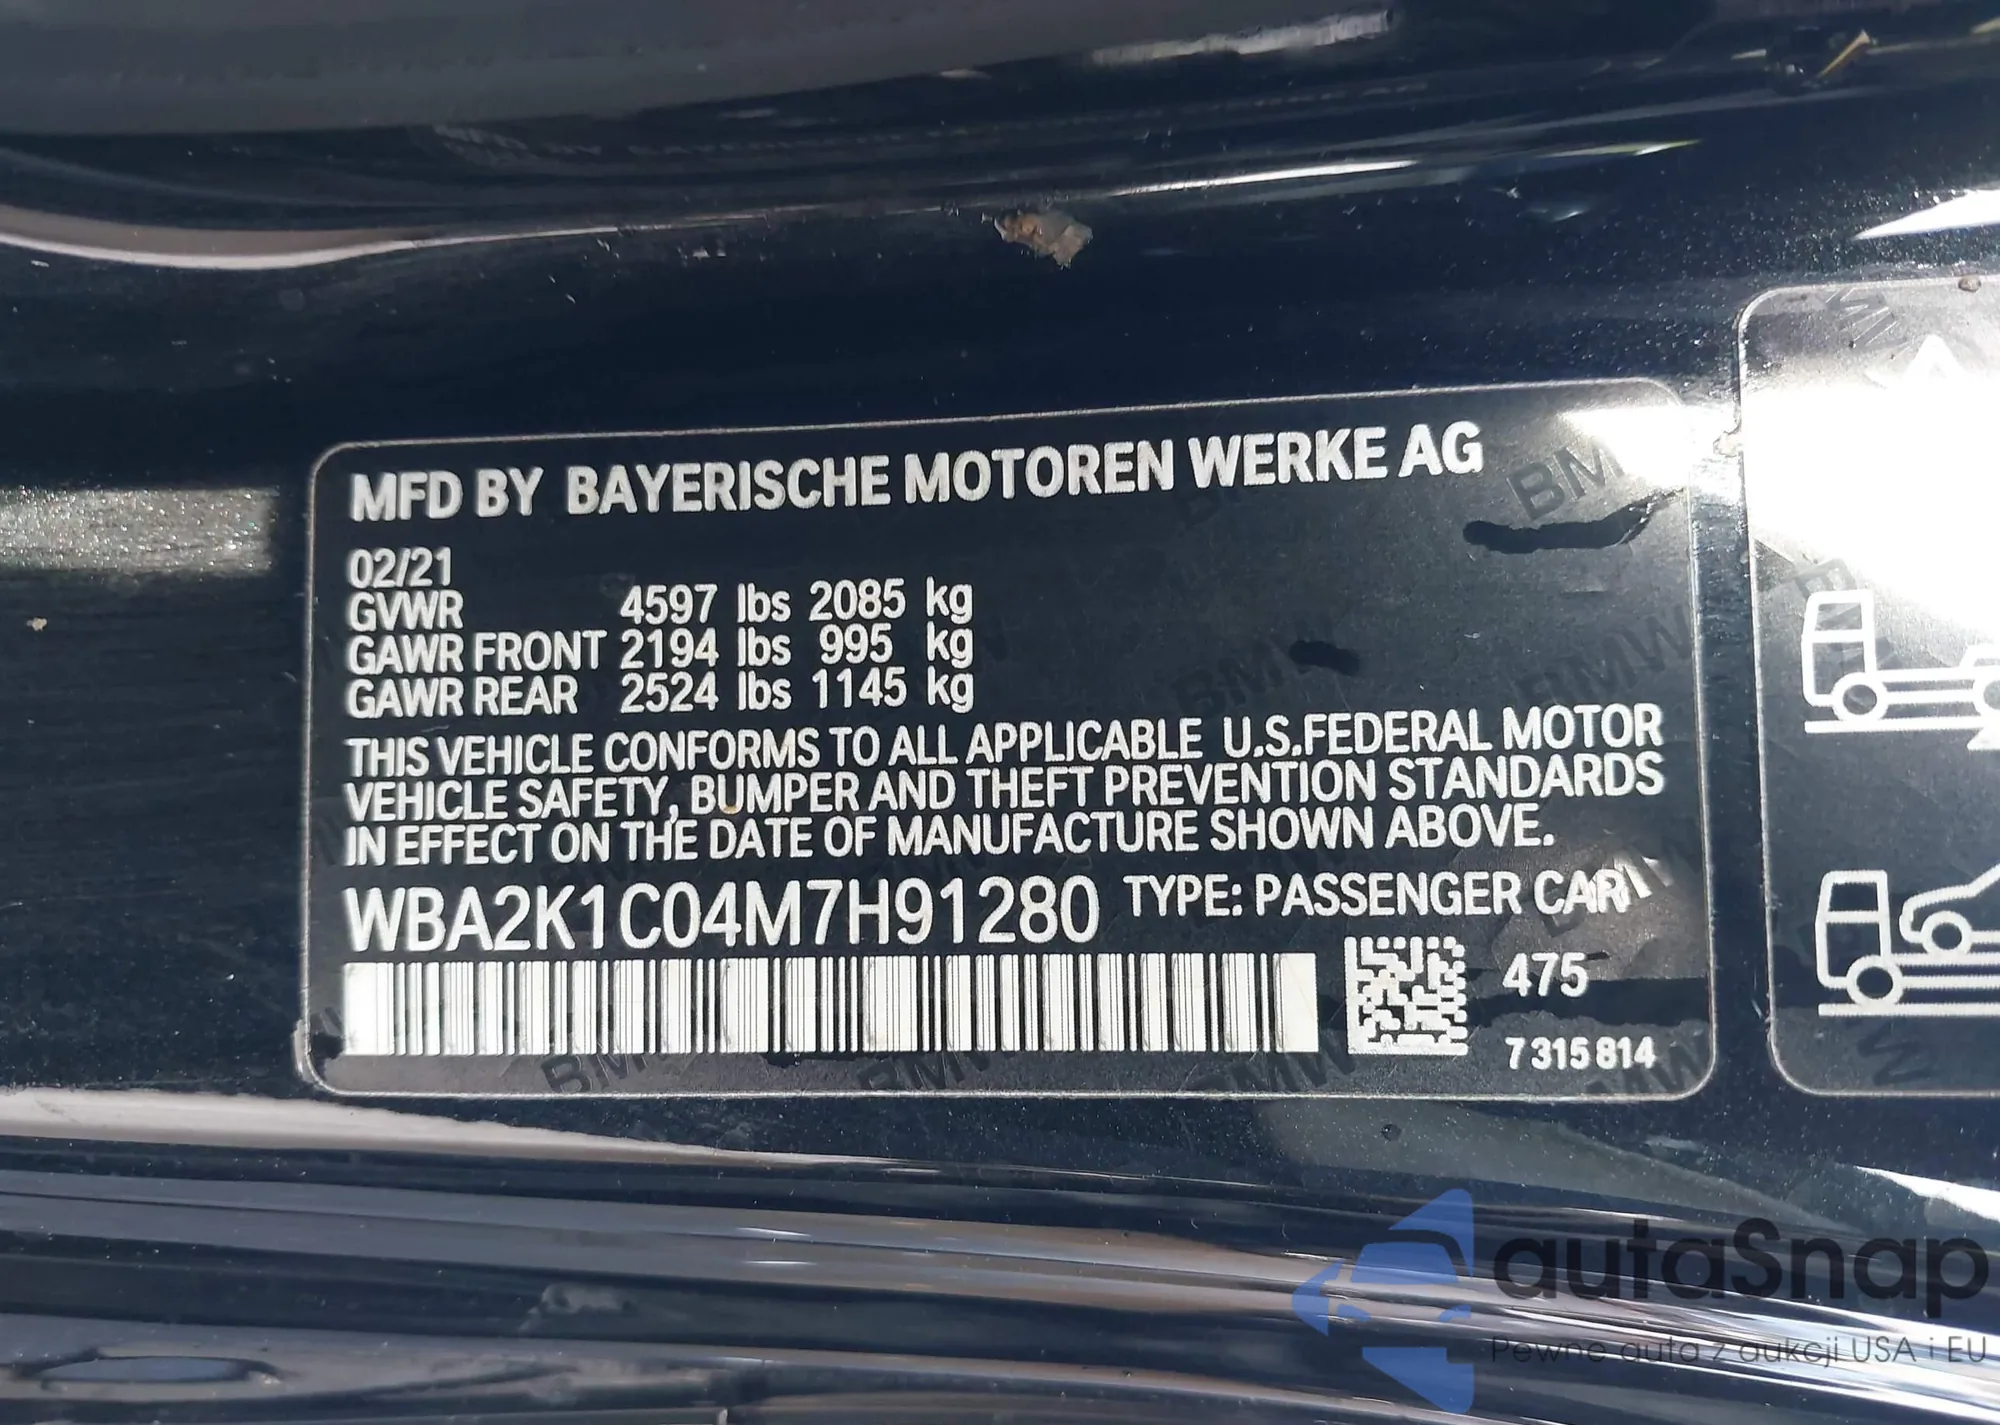 MFD BY BAYERISCHE MOTOREN WERKE AG
02/21
GVWR 4597 lbs 2085 kg
GAWR FRONT 2194 lbs 995 kg
GAWR REAR 2524 lbs 1145 kg
THIS VEHICLE CONFORMS TO ALL APPLICABLE U.S.FEDERAL MOTOR
VEHICLE SAFETY, BUMPER AND THEFT PREVENTION STANDARDS
IN EFFECT ON THE DATE OF MANUFACTURE SHOWN ABOVE.
WBA2K1C04M7H91280 TYPE: PASSENGER CAR
475
7 315 814
autaSnap
Pewne auta z aukcji USA i EU